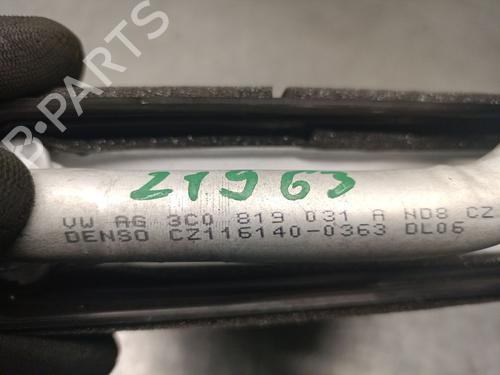 B-PARTS
21963
VW AG 3C0 819 031 A ND8 CZ
DENSO CZ116140-0363 DL06